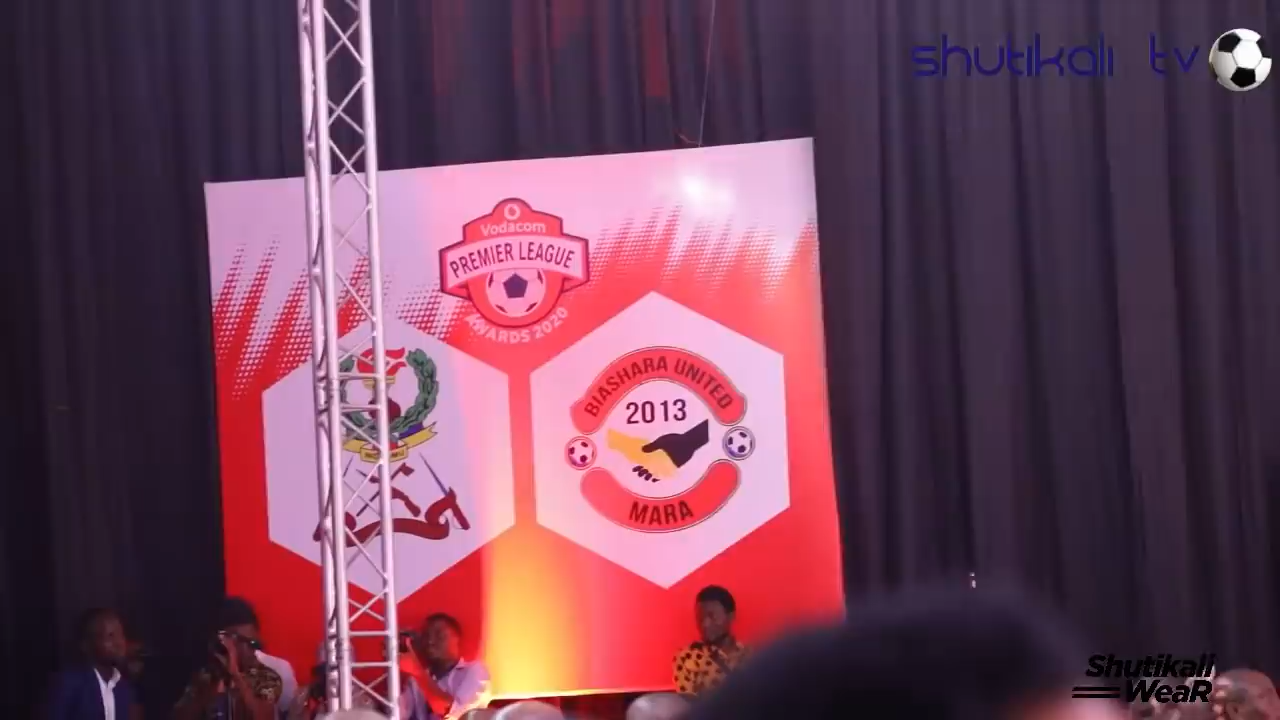 shutikali tv
Vodacom
PREMIER LEAGUE
AWARDS 2020
BIASHARA UNITED
2013
MARA
Shutikali
WeaR